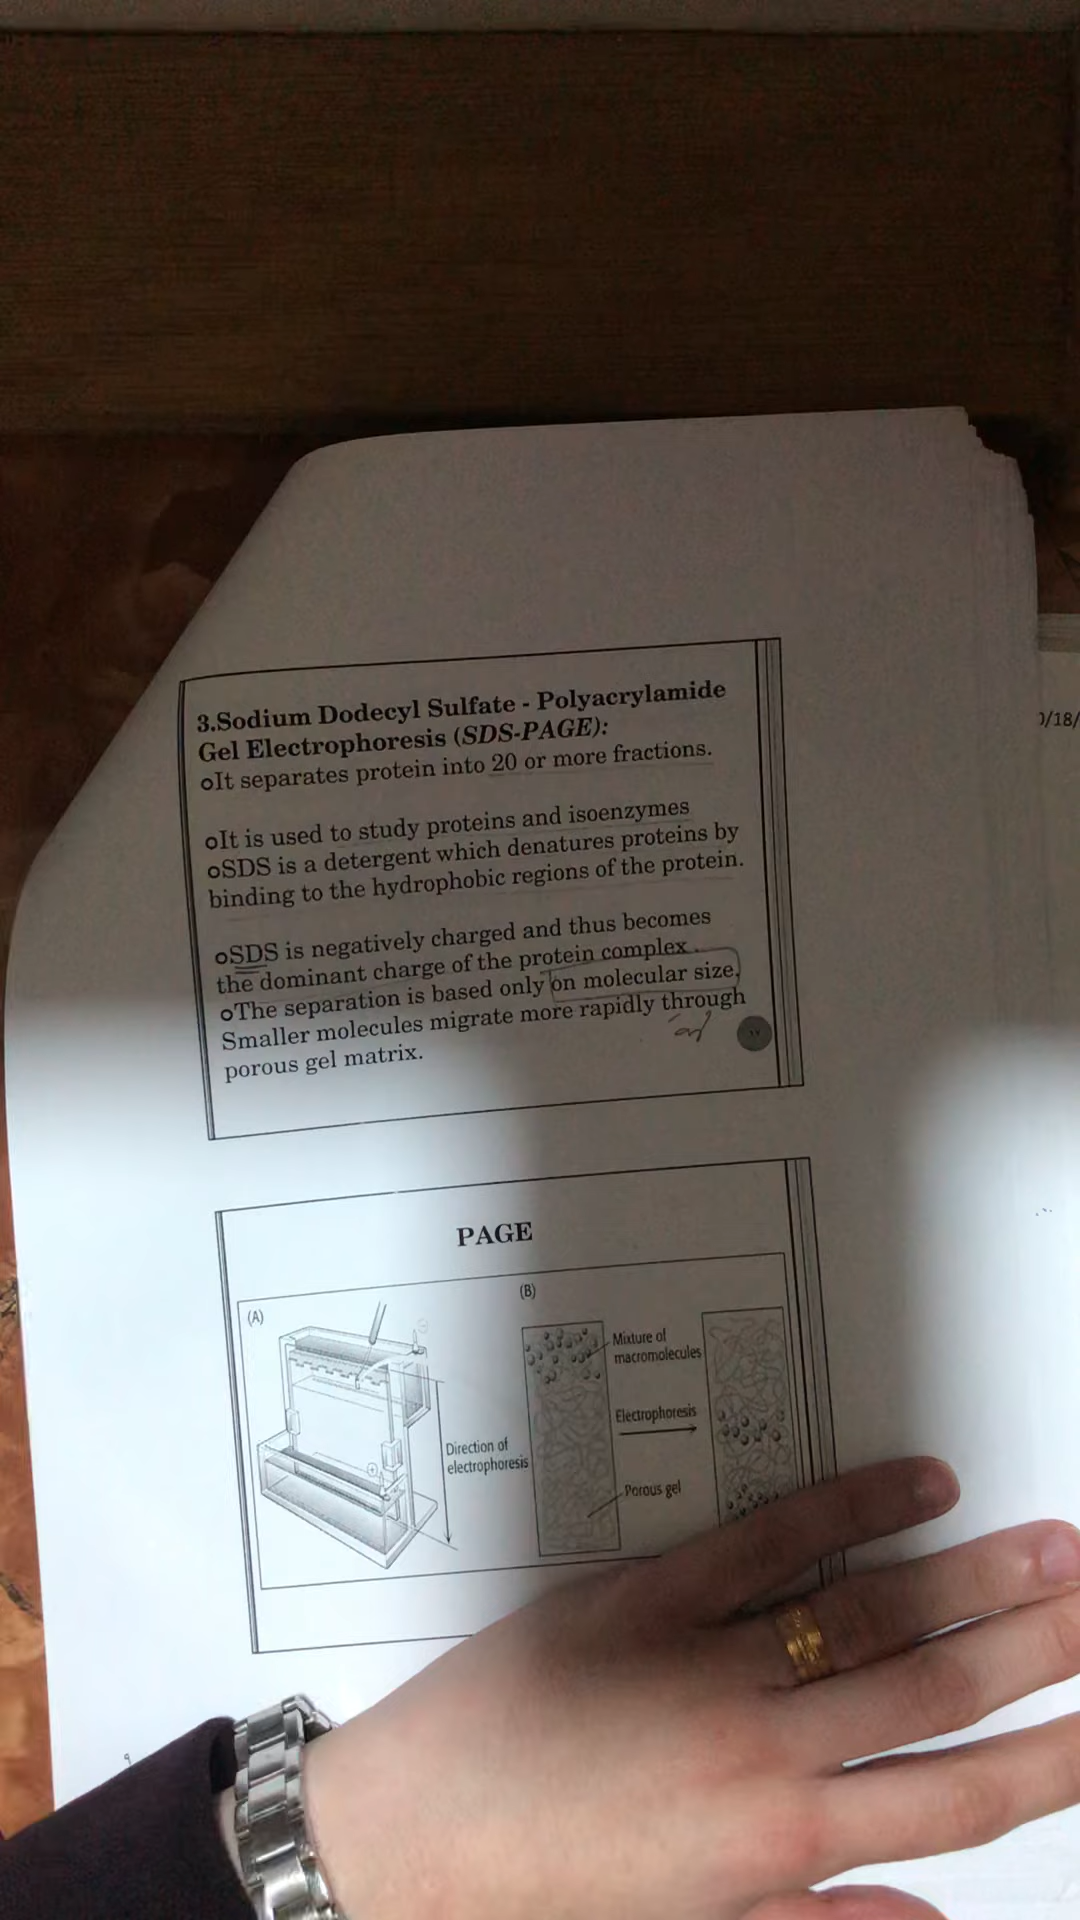 3.Sodium Dodecyl Sulfate - Polyacrylamide
Gel Electrophoresis (SDS-PAGE):
oIt separates protein into 20 or more fractions.
oIt is used to study proteins and isoenzymes
oSDS is a detergent which denatures proteins by
binding to the hydrophobic regions of the protein.
oSDS is negatively charged and thus becomes
the dominant charge of the protein complex.
oThe separation is based only on molecular size.
Smaller molecules migrate more rapidly through
porous gel matrix.
PAGE
(A)
(B)
Mixture of
macromolecules
Electrophoresis
Direction of
electrophoresis
Porous gel
9
/18/